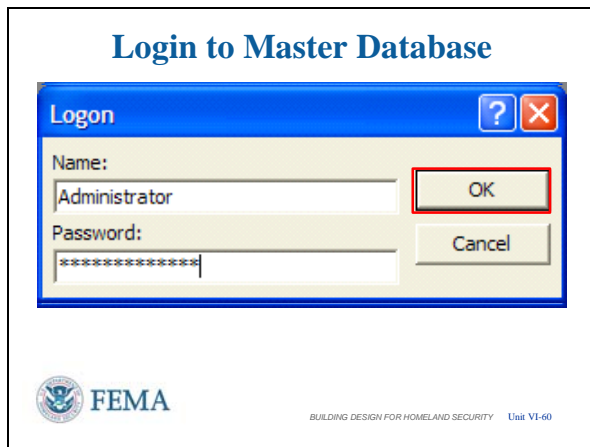 Login to Master Database
Logon
?
Name:
Administrator
OK
Password:
*************
Cancel
FEMA
BUILDING DESIGN FOR HOMELAND SECURITY Unit VI-60